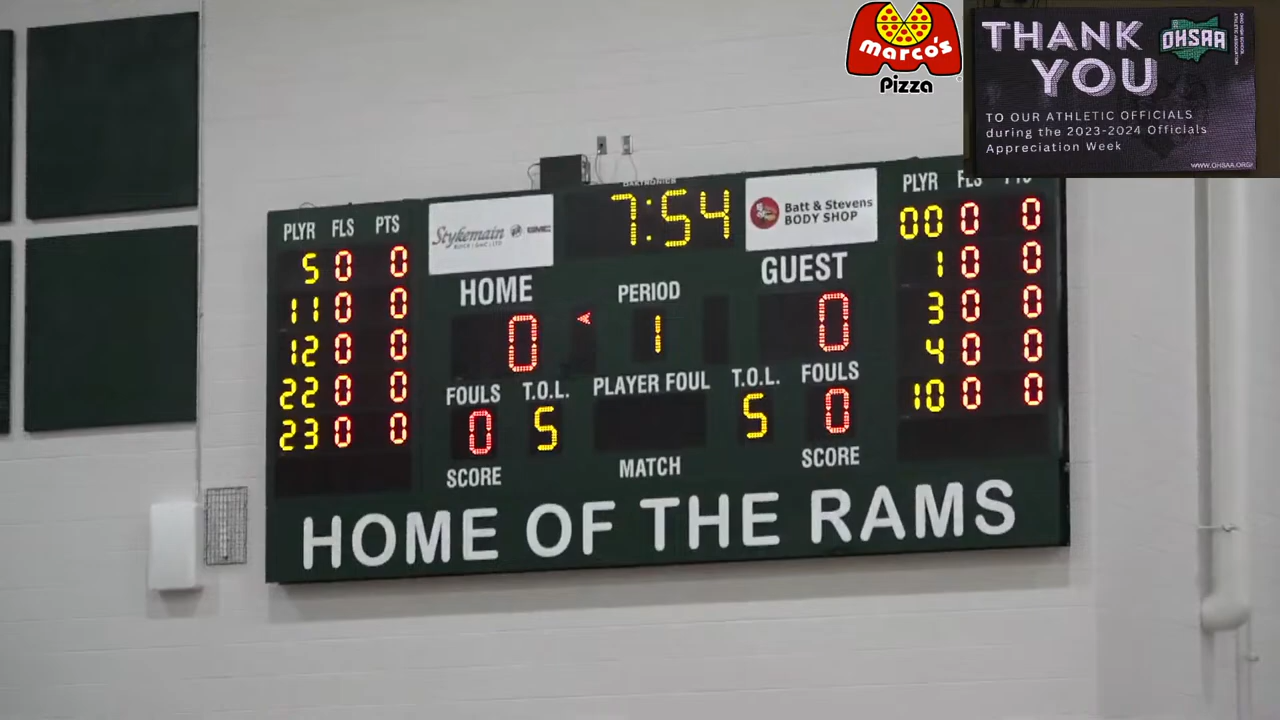 marco's
Pizza
THANK
YOU
OHSAA
TO OUR ATHLETIC OFFICIALS
during the 2023-2024 Officials
Appreciation Week
WWW.OHSAA.ORG
DAKTRONICS
7:54
Stykemain
GMC
Batt & Stevens
BODY SHOP
PLYR FLS PTS
5 0 0
11 0 0
12 0 0
22 0 0
23 0 0
HOME
0
PERIOD
1
GUEST
0
FOULS T.O.L.
0 5
PLAYER FOUL
T.O.L. FOULS
5 0
SCORE
MATCH
SCORE
PLYR FLS PTS
00 0 0
1 0 0
3 0 0
4 0 0
10 0 0
HOME OF THE RAMS